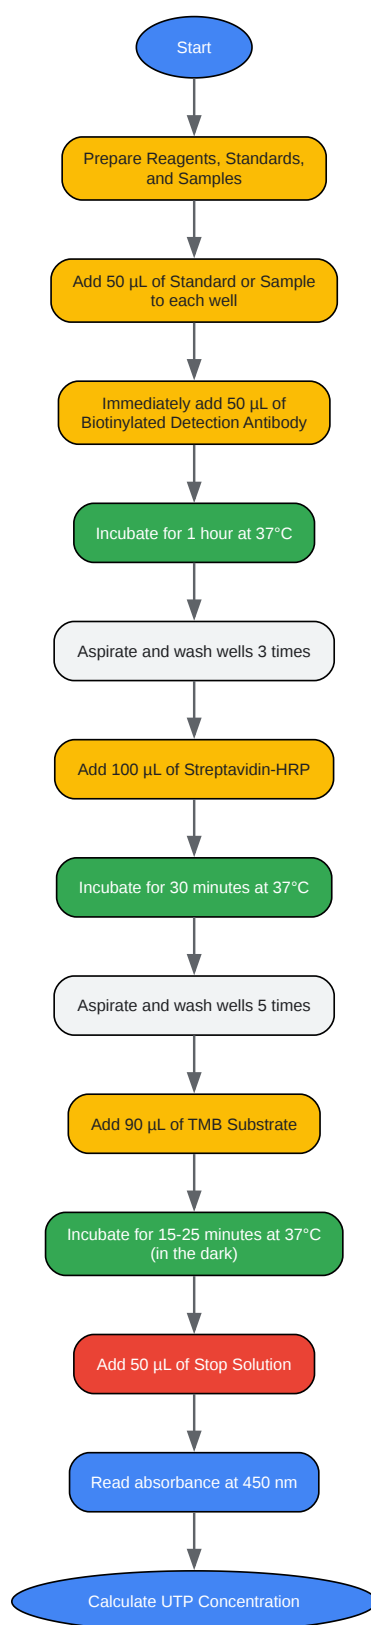 Start
Prepare Reagents, Standards,
and Samples
Add 50 µL of Standard or Sample
to each well
Immediately add 50 µL of
Biotinylated Detection Antibody
Incubate for 1 hour at 37°C
Aspirate and wash wells 3 times
Add 100 µL of Streptavidin-HRP
Incubate for 30 minutes at 37°C
Aspirate and wash wells 5 times
Add 90 µL of TMB Substrate
Incubate for 15-25 minutes at 37°C
(in the dark)
Add 50 µL of Stop Solution
Read absorbance at 450 nm
Calculate UTP Concentration